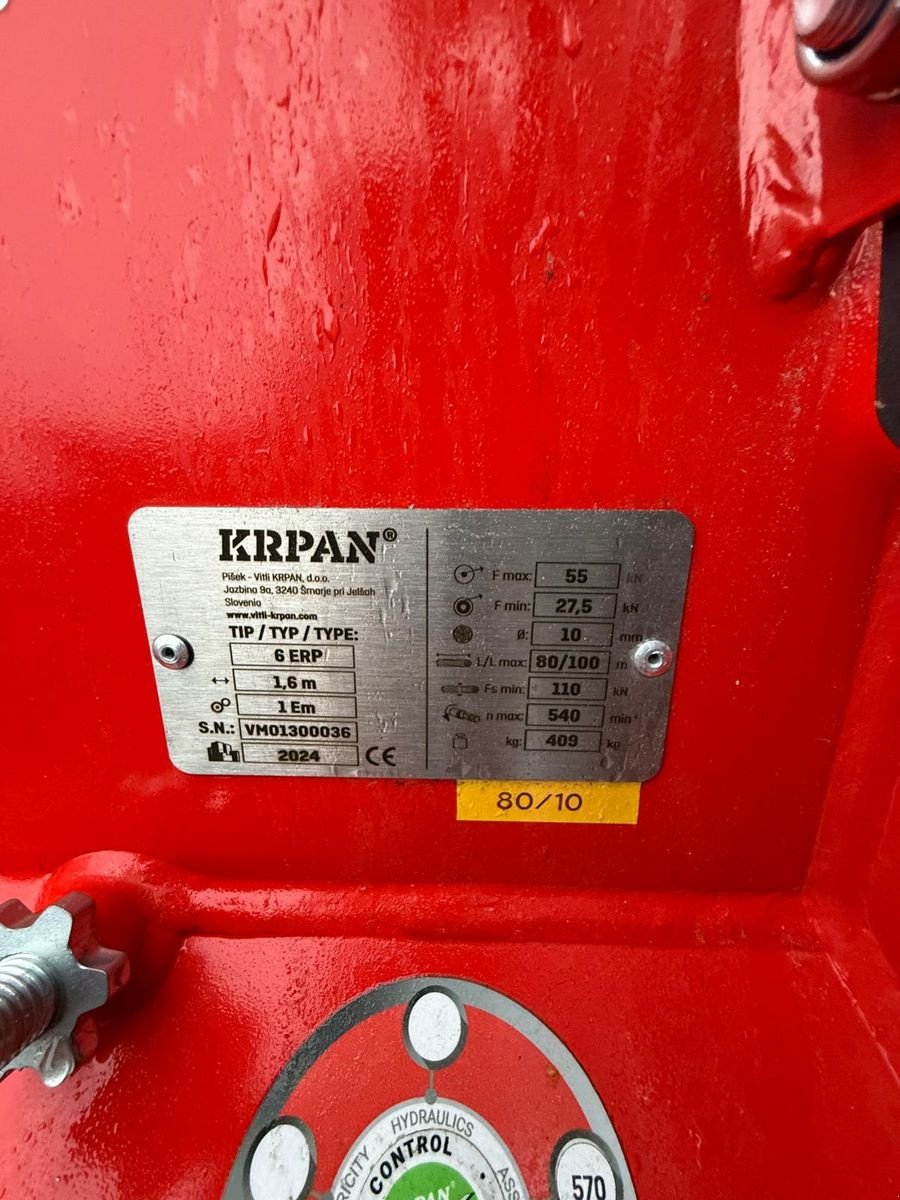 KRPAN®
Pišek - Vitli KRPAN, d.o.o.
Jazbina 9a, 3240 Šmarje pri Jelšah
Slovenia
www.vitli-krpan.com
TIP / TYP / TYPE:
6 ERP
1,6 m
1 Em
S.N.: VM01300036
2024 CE
F max: 55 kN
F min: 27,5 kN
Ø: 10 mm
L/L max: 80/100 m
Fs min: 110 kN
n max: 540 min⁻¹
kg: 409 kg
80/10
HYDRAULICS
CONTROL
570